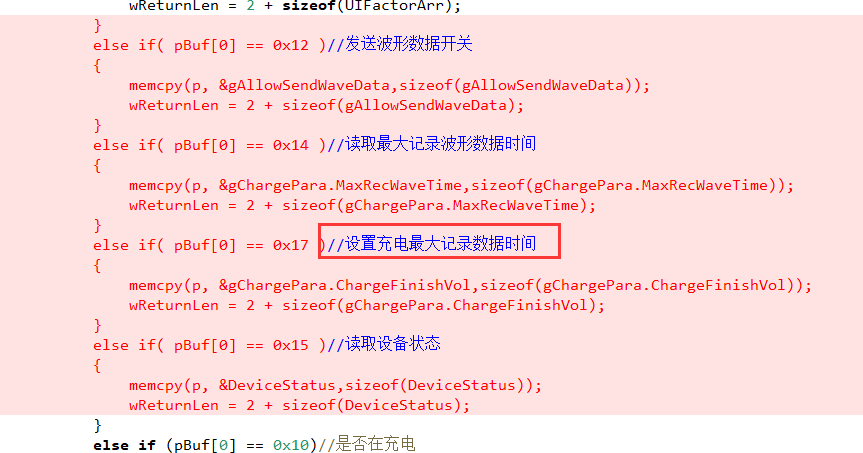 wReturnLen = 2 + sizeof(UIFactorArr);
}
else if( pBuf[0] == 0x12 )//发送波形数据开关
{
memcpy(p, &gAllowSendWaveData,sizeof(gAllowSendWaveData));
wReturnLen = 2 + sizeof(gAllowSendWaveData);
}
else if( pBuf[0] == 0x14 )//读取最大记录波形数据时间
{
memcpy(p, &gChargePara.MaxRecWaveTime,sizeof(gChargePara.MaxRecWaveTime));
wReturnLen = 2 + sizeof(gChargePara.MaxRecWaveTime);
}
else if( pBuf[0] == 0x17 )//设置充电最大记录数据时间
{
memcpy(p, &gChargePara.ChargeFinishVol,sizeof(gChargePara.ChargeFinishVol));
wReturnLen = 2 + sizeof(gChargePara.ChargeFinishVol);
}
else if( pBuf[0] == 0x15 )//读取设备状态
{
memcpy(p, &DeviceStatus,sizeof(DeviceStatus));
wReturnLen = 2 + sizeof(DeviceStatus);
}
else if (pBuf[0] == 0x10)//是否在充电